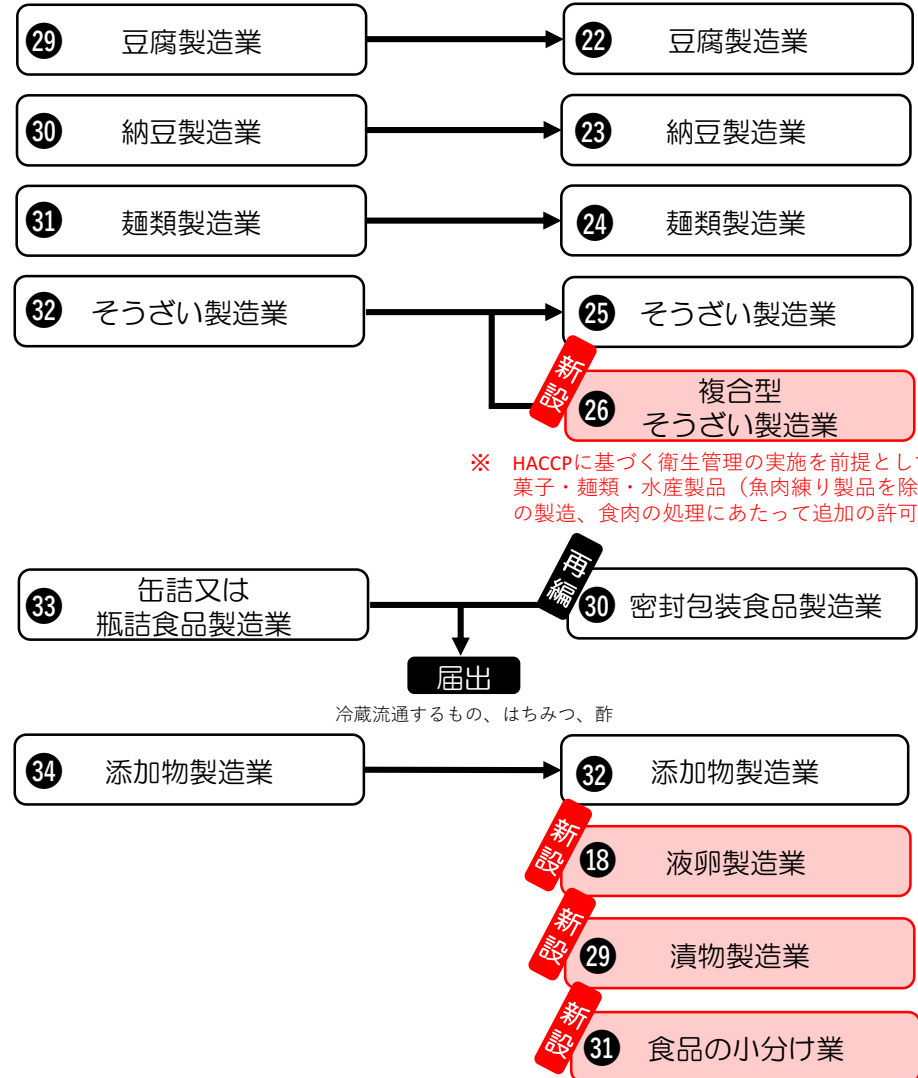 ㉙ 豆腐製造業
㉒ 豆腐製造業
㉚ 納豆製造業
㉓ 納豆製造業
㉛ 麺類製造業
㉔ 麺類製造業
㉜ そうざい製造業
㉕ そうざい製造業
新設
㉖ 複合型
そうざい製造業
※ HACCPに基づく衛生管理の実施を前提とし
菓子・麺類・水産製品（魚肉練り製品を除
の製造、食肉の処理にあたって追加の許可
㉝ 缶詰又は
瓶詰食品製造業
再編
㉚ 密封包装食品製造業
届出
冷蔵流通するもの、はちみつ、酢
㉞ 添加物製造業
㉜ 添加物製造業
新設
⑱ 液卵製造業
新設
㉙ 漬物製造業
新設
㉛ 食品の小分け業